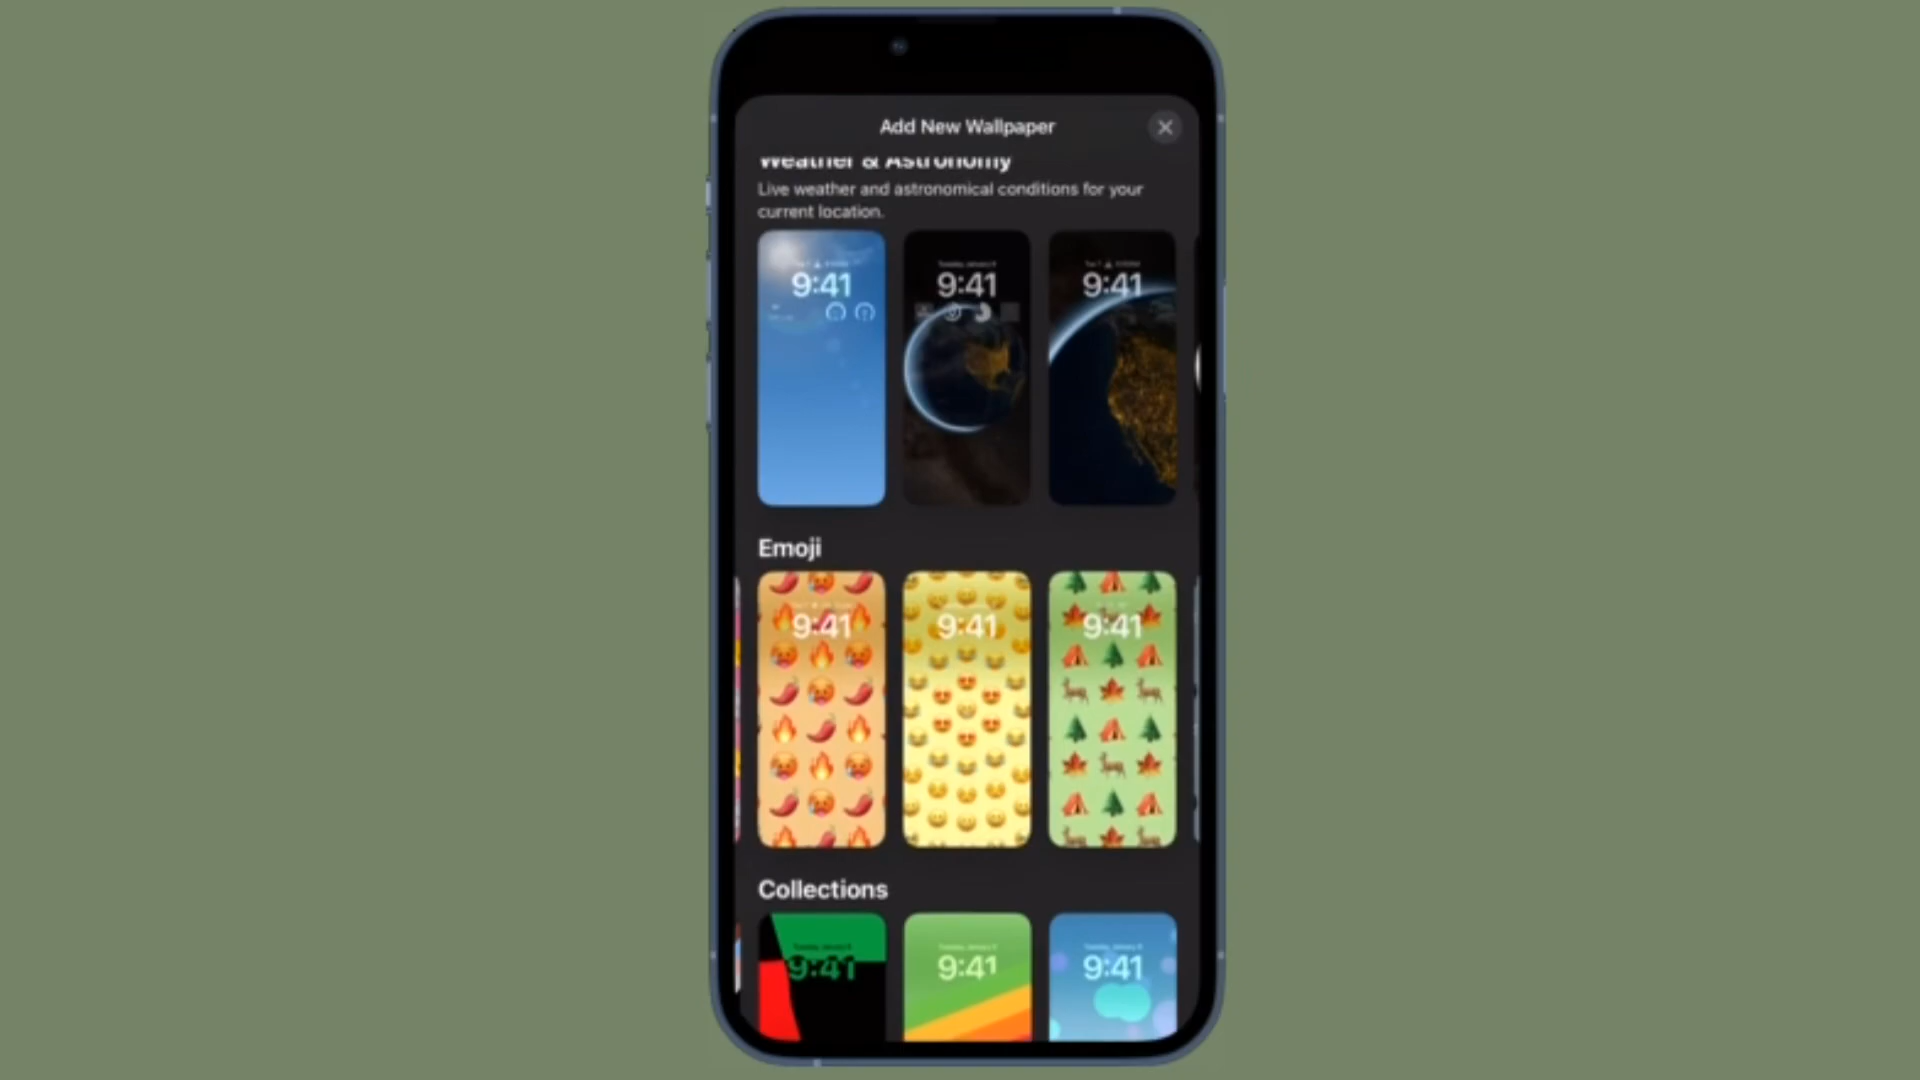 Add New Wallpaper
Weather & Astronomy
Live weather and astronomical conditions for your
current location.
9:41
9:41
9:41
Emoji
9:41
9:41
9:41
Collections
9:41
9:41
9:41